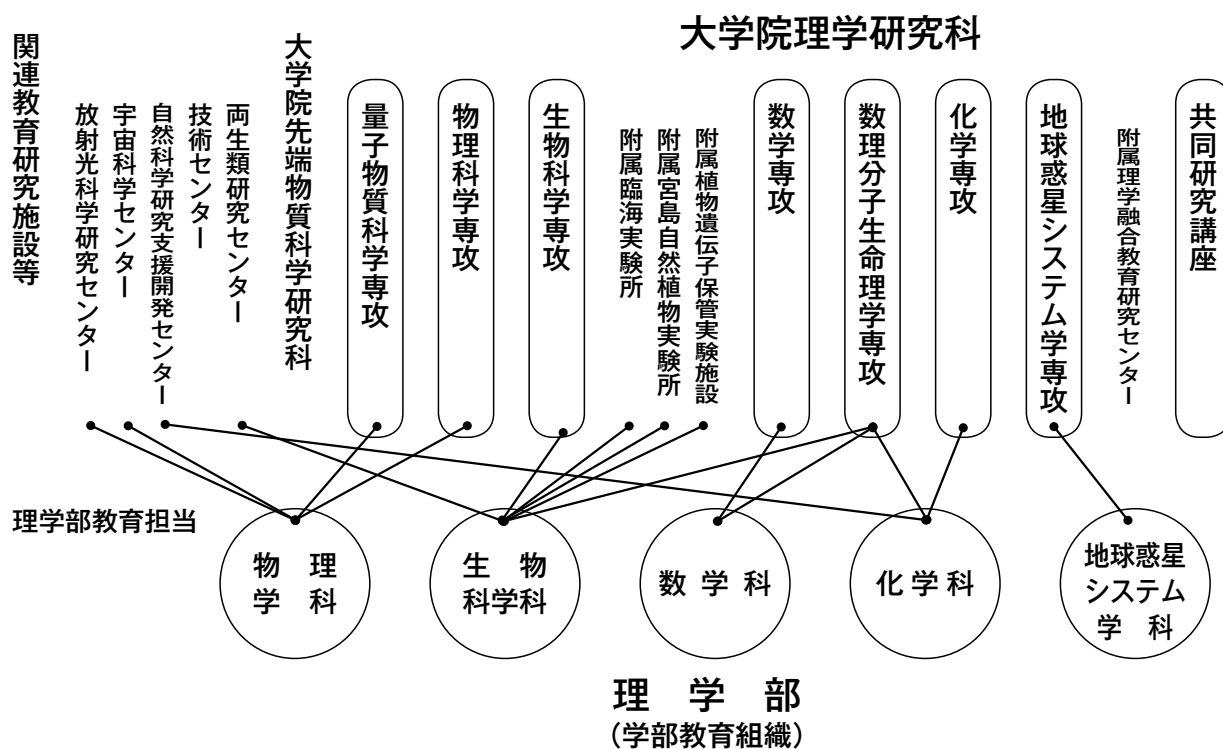 大学院理学研究科
関連教育研究施設等
放射光科学研究センター
宇宙科学センター
自然科学研究支援開発センター
技術センター
両生類研究センター
大学院先端物質科学研究科
量子物質科学専攻
物理科学専攻
生物科学専攻
附属臨海実験所
附属宮島自然植物実験所
附属植物遺伝子保管実験施設
数学専攻
数理分子生命理学専攻
化学専攻
地球惑星システム学専攻
附属理学融合教育研究センター
共同研究講座
理学部教育担当
物　理
学　科
生　物
科学科
数 学 科
化 学 科
地球惑星
システム
学　科
理　学　部
（学部教育組織）